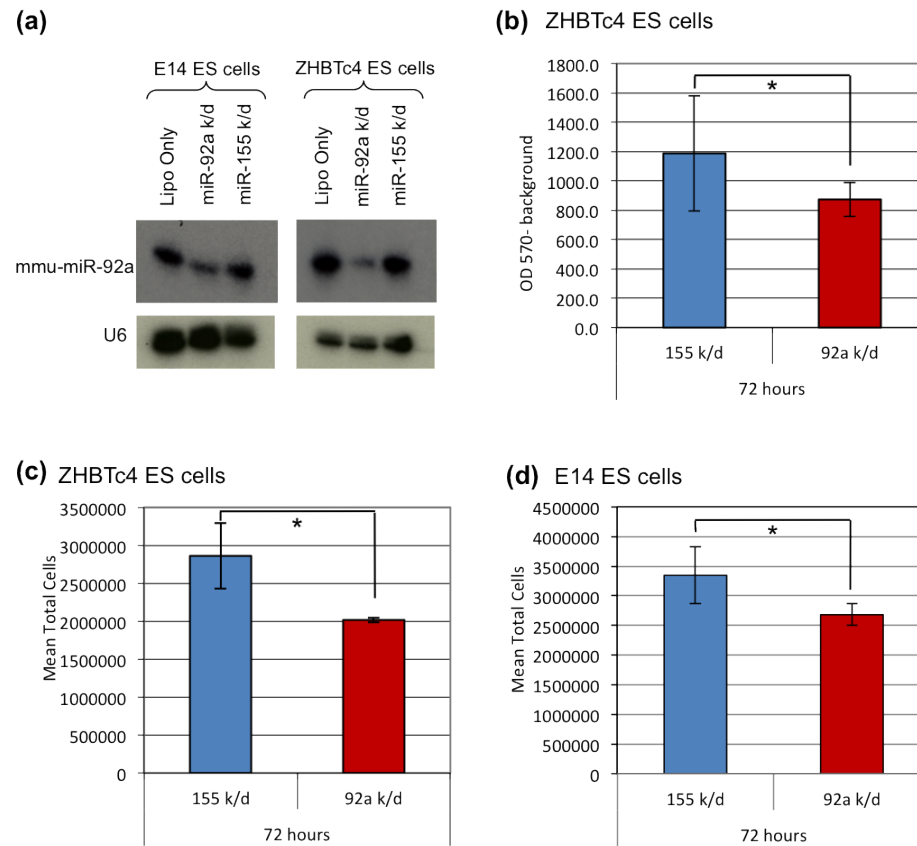 (a)
E14 ES cells
ZHBTc4 ES cells
Lipo Only
miR-92a k/d
miR-155 k/d
Lipo Only
miR-92a k/d
miR-155 k/d
mmu-miR-92a
U6
(b) ZHBTc4 ES cells
OD 570- background
1800.0
1600.0
1400.0
1200.0
1000.0
800.0
600.0
400.0
200.0
0.0
*
155 k/d
92a k/d
72 hours
(c) ZHBTc4 ES cells
Mean Total Cells
3500000
3000000
2500000
2000000
1500000
1000000
500000
0
*
155 k/d
92a k/d
72 hours
(d) E14 ES cells
Mean Total Cells
4500000
4000000
3500000
3000000
2500000
2000000
1500000
1000000
500000
0
*
155 k/d
92a k/d
72 hours